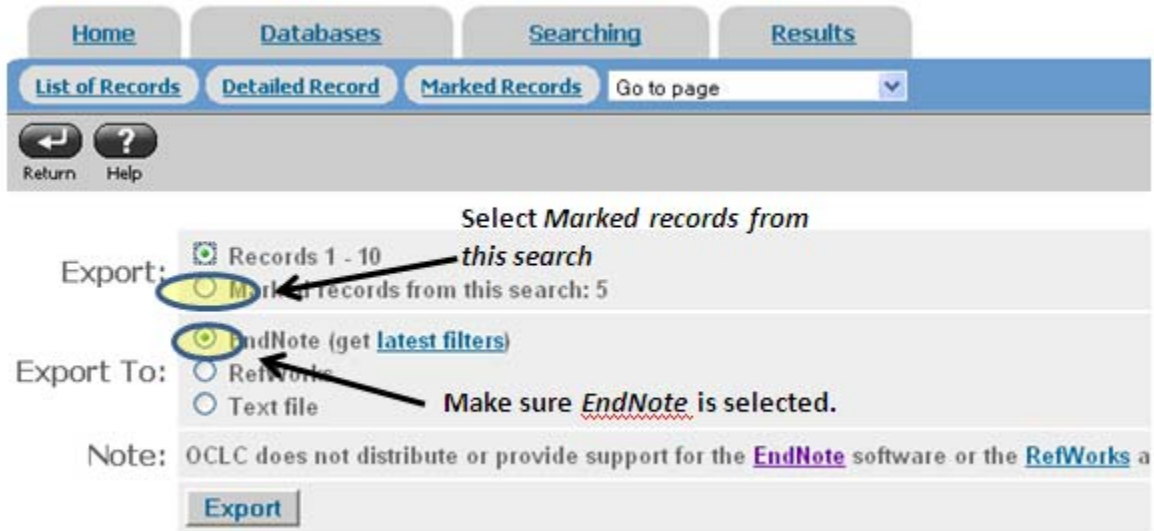 Home Databases Searching Results
List of Records Detailed Record Marked Records Go to page
Return Help
Select Marked records from
this search
Export: Records 1 - 10
Marked records from this search: 5
Export To: EndNote (get latest filters)
RefWorks
Text file
Make sure EndNote is selected.
Note: OCLC does not distribute or provide support for the EndNote software or the RefWorks a
Export